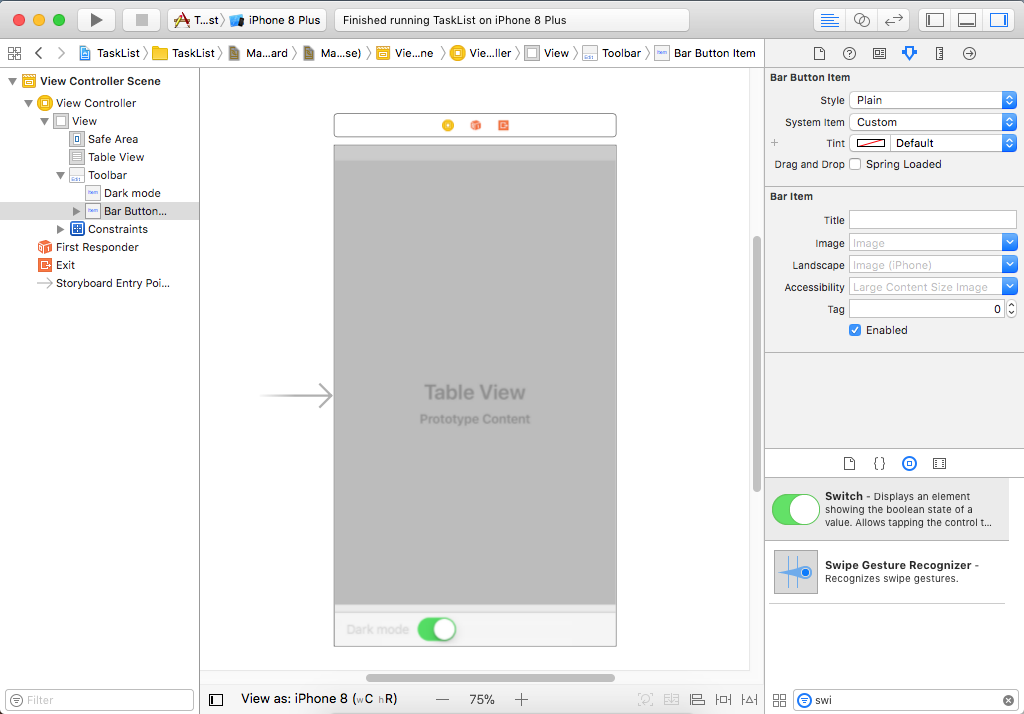 T...st iPhone 8 Plus
Finished running TaskList on iPhone 8 Plus
TaskList TaskList Ma...ard Ma...se) Vie...ne Vie...ller View Edit Toolbar Item Bar Button Item
View Controller Scene
View Controller
View
Safe Area
Table View
Edit Toolbar
Item Dark mode
Item Bar Button...
Constraints
First Responder
Exit
Storyboard Entry Poi...
Filter
Table View
Prototype Content
Dark mode
View as: iPhone 8 (wC hR)
75%
Bar Button Item
Style Plain
System Item Custom
Tint Default
Drag and Drop Spring Loaded
Bar Item
Title
Image Image
Landscape Image (iPhone)
Accessibility Large Content Size Image
Tag 0
Enabled
{}
Switch - Displays an element
showing the boolean state of a
value. Allows tapping the control t...
Swipe Gesture Recognizer -
Recognizes swipe gestures.
swi